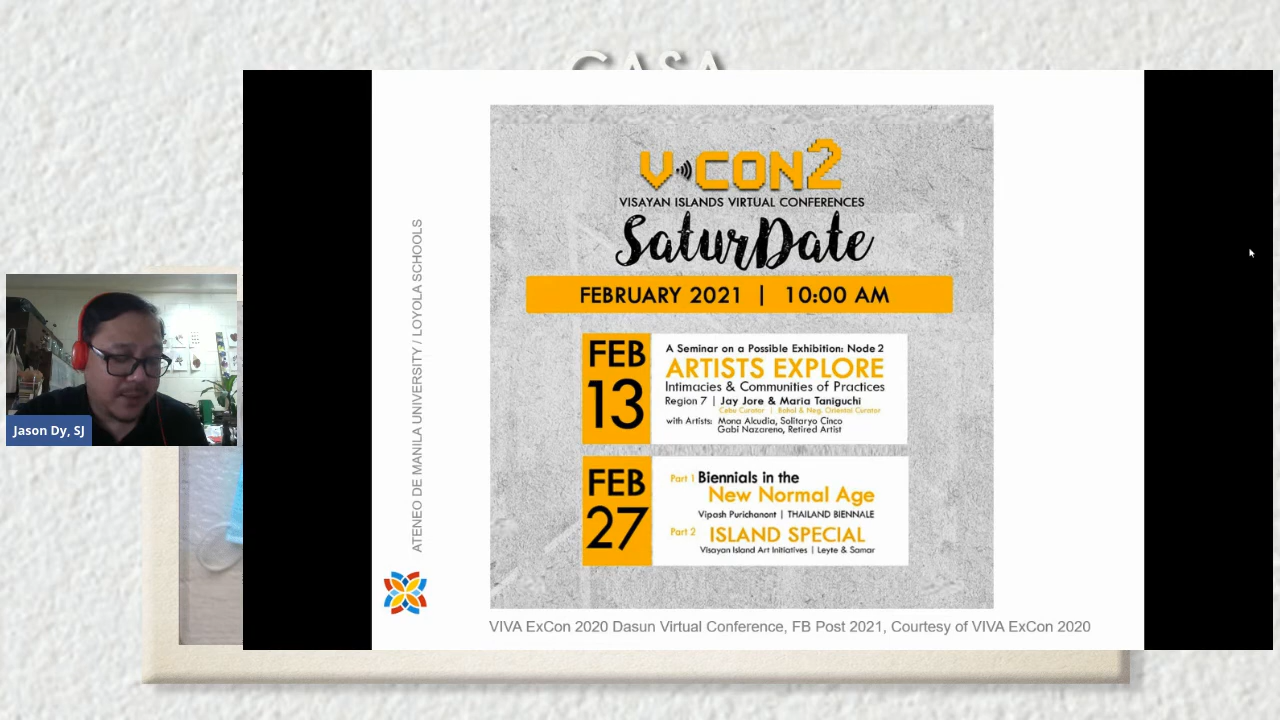 CASA
V CON2
VISAYAN ISLANDS VIRTUAL CONFERENCES
SaturDate
FEBRUARY 2021 | 10:00 AM
FEB
13
A Seminar on a Possible Exhibition: Node 2
ARTISTS EXPLORE
Intimacies & Communities of Practices
Region 7 | Jay Jore & Maria Taniguchi
Cebu Curator | Bohol & Neg. Oriental Curator
with Artists: Mona Alcudia, Solitaryo Cinco
Gabi Nazareno, Retired Artist
FEB
27
Part 1 Biennials in the
New Normal Age
Vipash Purichanont | THAILAND BIENNALE
Part 2 ISLAND SPECIAL
Visayan Island Art Initiatives | Leyte & Samar
ATENEO DE MANILA UNIVERSITY / LOYOLA SCHOOLS
VIVA ExCon 2020 Dasun Virtual Conference, FB Post 2021, Courtesy of VIVA ExCon 2020
Jason Dy, SJ